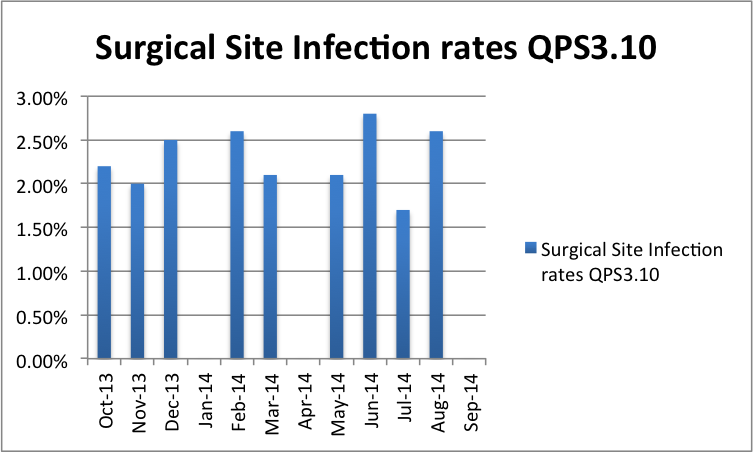 Surgical Site Infection rates QPS3.10
3.00%
2.50%
2.00%
1.50%
1.00%
0.50%
0.00%
Oct-13
Nov-13
Dec-13
Jan-14
Feb-14
Mar-14
Apr-14
May-14
Jun-14
Jul-14
Aug-14
Sep-14
Surgical Site Infection
rates QPS3.10